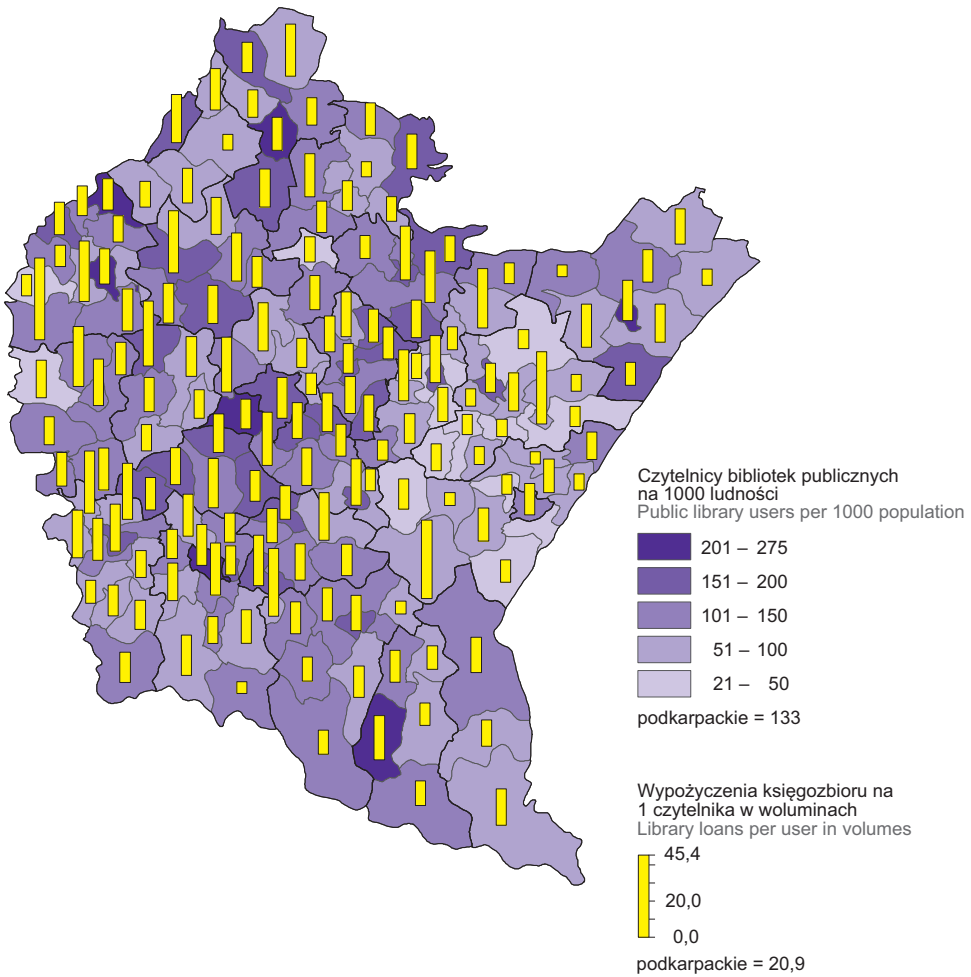 Czytelnicy bibliotek publicznych
na 1000 ludności
Public library users per 1000 population
201 – 275
151 – 200
101 – 150
51 – 100
21 – 50
podkarpackie = 133
Wypożyczenia księgozbioru na
1 czytelnika w woluminach
Library loans per user in volumes
45,4
20,0
0,0
podkarpackie = 20,9